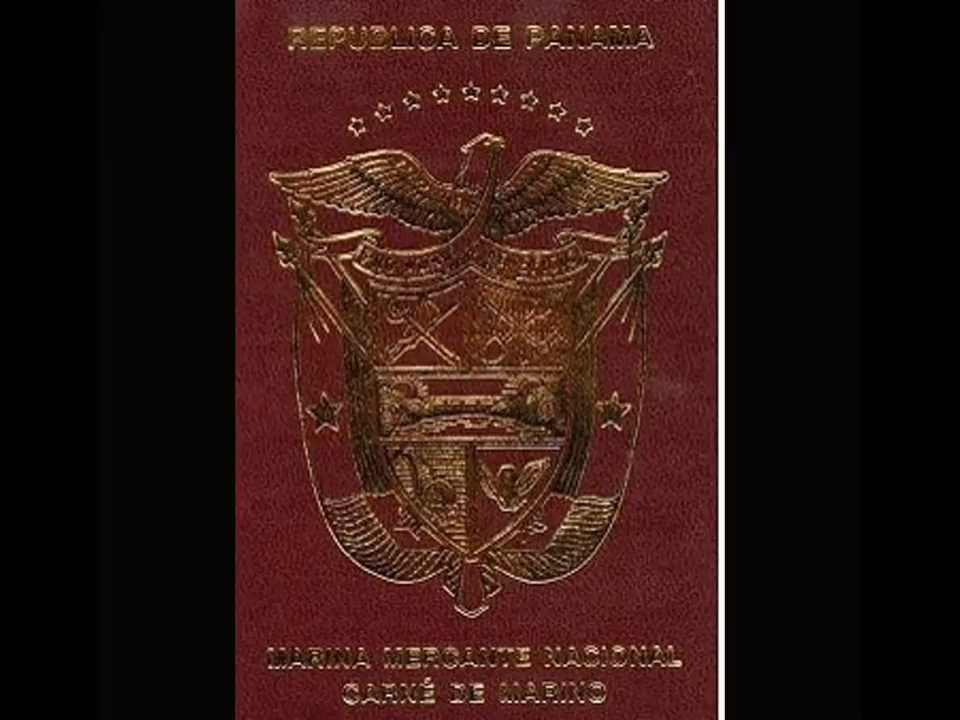 REPUBLICA DE PANAMA
MARINA MERCANTE NACIONAL
CARNÉ DE MARINO